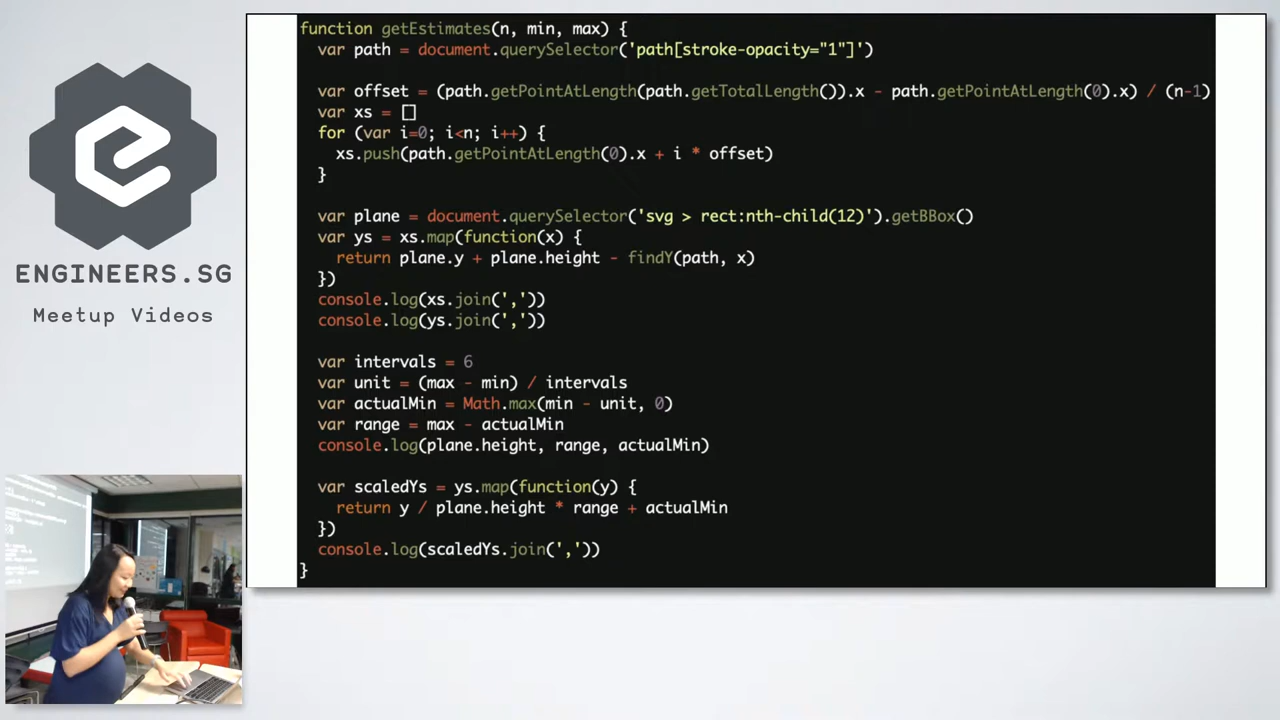 ENGINEERS.SG
Meetup Videos
function getEstimates(n, min, max) {
  var path = document.querySelector('path[stroke-opacity="1"]')

  var offset = (path.getPointAtLength(path.getTotalLength()).x - path.getPointAtLength(0).x) / (n-1)
  var xs = []
  for (var i=0; i<n; i++) {
    xs.push(path.getPointAtLength(0).x + i * offset)
  }

  var plane = document.querySelector('svg > rect:nth-child(12)').getBBox()
  var ys = xs.map(function(x) {
    return plane.y + plane.height - findY(path, x)
  })
  console.log(xs.join(','))
  console.log(ys.join(','))

  var intervals = 6
  var unit = (max - min) / intervals
  var actualMin = Math.max(min - unit, 0)
  var range = max - actualMin
  console.log(plane.height, range, actualMin)

  var scaledYs = ys.map(function(y) {
    return y / plane.height * range + actualMin
  })
  console.log(scaledYs.join(','))
}